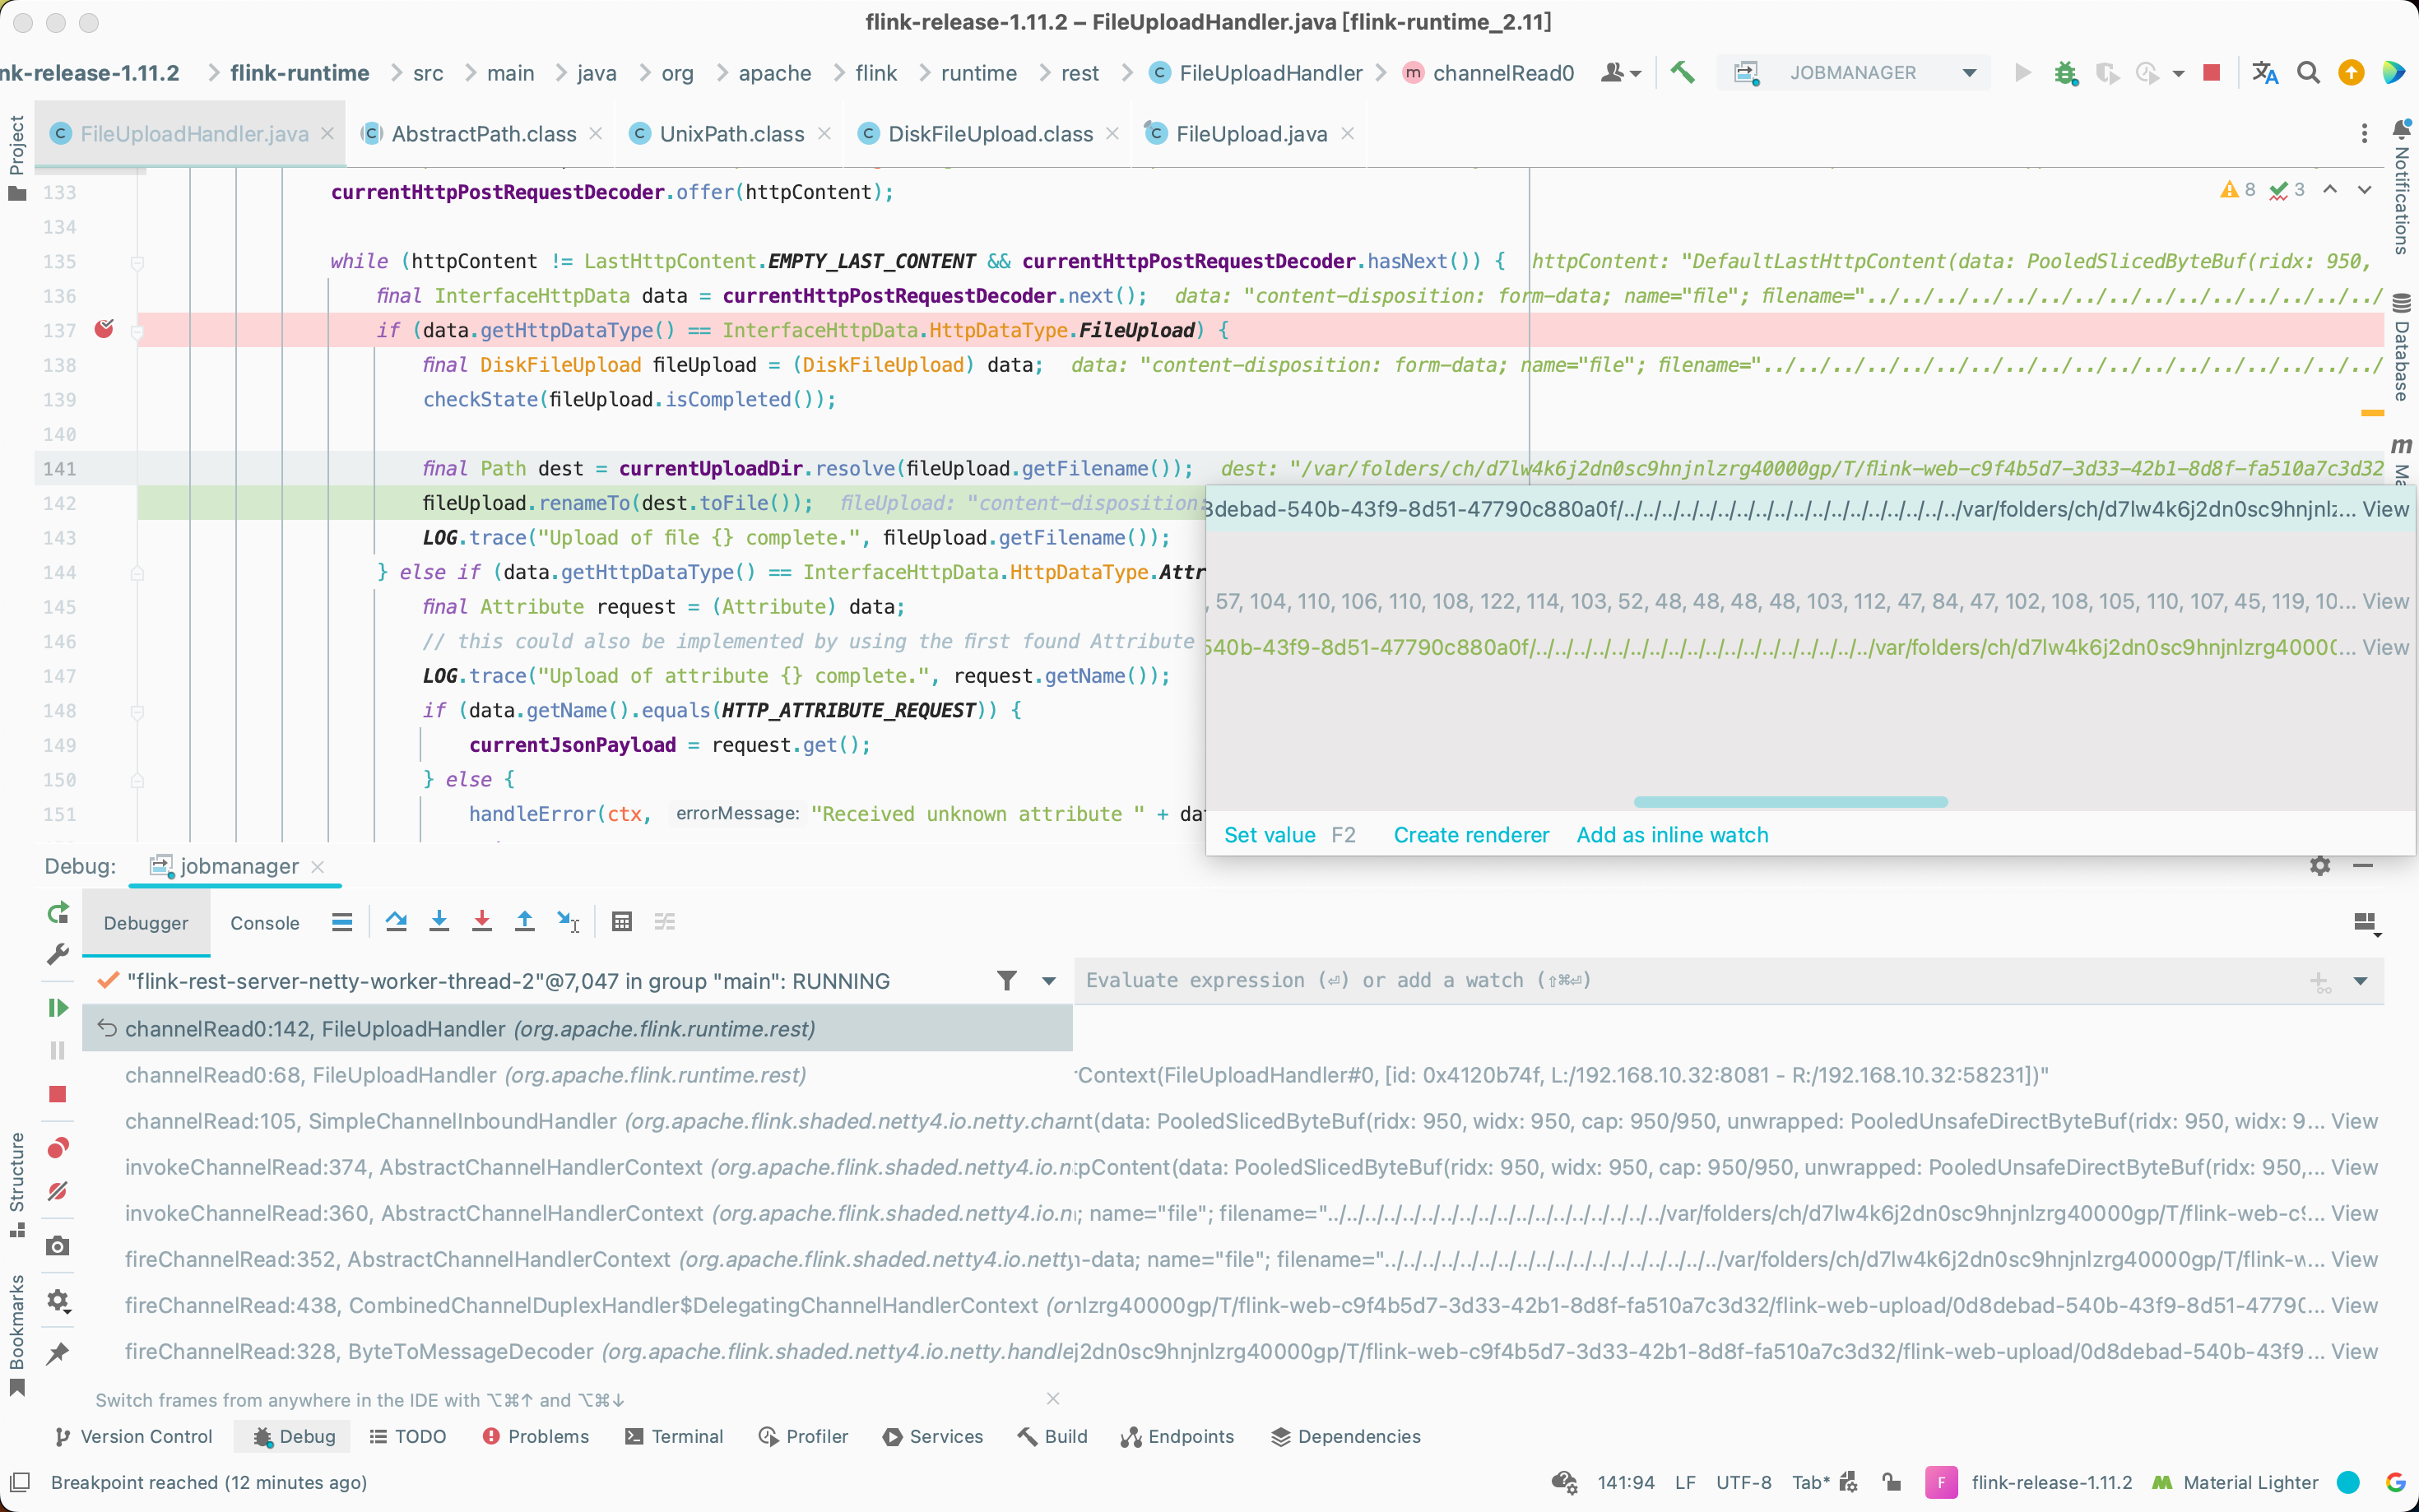 flink-release-1.11.2 – FileUploadHandler.java [flink-runtime_2.11]
nk-release-1.11.2 flink-runtime src main java org apache flink runtime rest FileUploadHandler channelRead0 JOBMANAGER
FileUploadHandler.java AbstractPath.class UnixPath.class DiskFileUpload.class FileUpload.java
Project
Notifications
Database
8 3
133 currentHttpPostRequestDecoder.offer(httpContent);
134
135 while (httpContent != LastHttpContent.EMPTY_LAST_CONTENT && currentHttpPostRequestDecoder.hasNext()) { httpContent: "DefaultLastHttpContent(data: PooledSlicedByteBuf(ridx: 950,
136 final InterfaceHttpData data = currentHttpPostRequestDecoder.next(); data: "content-disposition: form-data; name="file"; filename="../../../../../../../../../../../../../../
137 if (data.getHttpDataType() == InterfaceHttpData.HttpDataType.FileUpload) {
138 final DiskFileUpload fileUpload = (DiskFileUpload) data; data: "content-disposition: form-data; name="file"; filename="../../../../../../../../../../../../../../../../../../
139 checkState(fileUpload.isCompleted());
140
141 final Path dest = currentUploadDir.resolve(fileUpload.getFilename()); dest: "/var/folders/ch/d7lw4k6j2dn0sc9hnjnlzrg40000gp/T/flink-web-c9f4b5d7-3d33-42b1-8d8f-fa510a7c3d32
142 fileUpload.renameTo(dest.toFile()); fileUpload: "content-disposition:
3debad-540b-43f9-8d51-47790c880a0f/../../../../../../../../../../../../../../../../../../var/folders/ch/d7lw4k6j2dn0sc9hnjnlz... View
143 LOG.trace("Upload of file {} complete.", fileUpload.getFilename());
144 } else if (data.getHttpDataType() == InterfaceHttpData.HttpDataType.Attr
145 final Attribute request = (Attribute) data;
, 57, 104, 110, 106, 110, 108, 122, 114, 103, 52, 48, 48, 48, 48, 103, 112, 47, 84, 47, 102, 108, 105, 110, 107, 45, 119, 10... View
146 // this could also be implemented by using the first found Attribute
540b-43f9-8d51-47790c880a0f/../../../../../../../../../../../../../../../../../../var/folders/ch/d7lw4k6j2dn0sc9hnjnlzrg4000(... View
147 LOG.trace("Upload of attribute {} complete.", request.getName());
148 if (data.getName().equals(HTTP_ATTRIBUTE_REQUEST)) {
149 currentJsonPayload = request.get();
150 } else {
151 handleError(ctx, errorMessage: "Received unknown attribute " + da
Set value F2 Create renderer Add as inline watch
Debug: jobmanager
Debugger Console
"flink-rest-server-netty-worker-thread-2"@7,047 in group "main": RUNNING
Evaluate expression (⏎) or add a watch (⇧⌘⏎)
channelRead0:142, FileUploadHandler (org.apache.flink.runtime.rest)
channelRead0:68, FileUploadHandler (org.apache.flink.runtime.rest)
Context(FileUploadHandler#0, [id: 0x4120b74f, L:/192.168.10.32:8081 - R:/192.168.10.32:58231])"
channelRead:105, SimpleChannelInboundHandler (org.apache.flink.shaded.netty4.io.netty.char
nt(data: PooledSlicedByteBuf(ridx: 950, widx: 950, cap: 950/950, unwrapped: PooledUnsafeDirectByteBuf(ridx: 950, widx: 9... View
invokeChannelRead:374, AbstractChannelHandlerContext (org.apache.flink.shaded.netty4.io.n
pContent(data: PooledSlicedByteBuf(ridx: 950, widx: 950, cap: 950/950, unwrapped: PooledUnsafeDirectByteBuf(ridx: 950,... View
invokeChannelRead:360, AbstractChannelHandlerContext (org.apache.flink.shaded.netty4.io.n
; name="file"; filename="../../../../../../../../../../../../../../../../../../var/folders/ch/d7lw4k6j2dn0sc9hnjnlzrg40000gp/T/flink-web-c9... View
fireChannelRead:352, AbstractChannelHandlerContext (org.apache.flink.shaded.netty4.io.netty
-data; name="file"; filename="../../../../../../../../../../../../../../../../../../var/folders/ch/d7lw4k6j2dn0sc9hnjnlzrg40000gp/T/flink-w... View
fireChannelRead:438, CombinedChannelDuplexHandler$DelegatingChannelHandlerContext (or
nlzrg40000gp/T/flink-web-c9f4b5d7-3d33-42b1-8d8f-fa510a7c3d32/flink-web-upload/0d8debad-540b-43f9-8d51-4779(... View
fireChannelRead:328, ByteToMessageDecoder (org.apache.flink.shaded.netty4.io.netty.handle
j2dn0sc9hnjnlzrg40000gp/T/flink-web-c9f4b5d7-3d33-42b1-8d8f-fa510a7c3d32/flink-web-upload/0d8debad-540b-43f9... View
Structure
Bookmarks
Switch frames from anywhere in the IDE with ⌥⌘↑ and ⌥⌘↓
Version Control Debug TODO Problems Terminal Profiler Services Build Endpoints Dependencies
Breakpoint reached (12 minutes ago) 141:94 LF UTF-8 Tab* F flink-release-1.11.2 Material Lighter